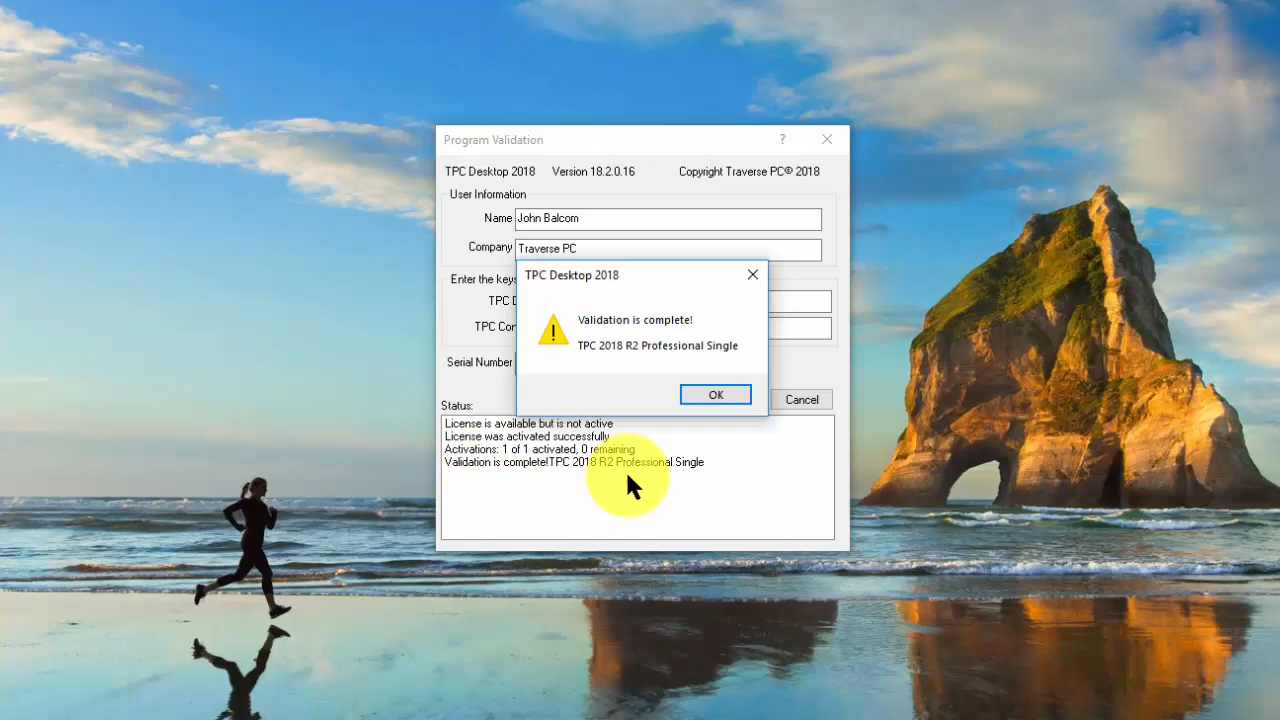 Program Validation
TPC Desktop 2018 Version 18.2.0.16 Copyright Traverse PC© 2018
User Information
Name John Balcom
Company Traverse PC
Enter the keys
TPC D
TPC Con
Serial Number
TPC Desktop 2018
Validation is complete!
TPC 2018 R2 Professional Single
OK
Cancel
Status:
License is available but is not active
License was activated successfully
Activations: 1 of 1 activated, 0 remaining
Validation is complete!TPC 2018 R2 Professional Single